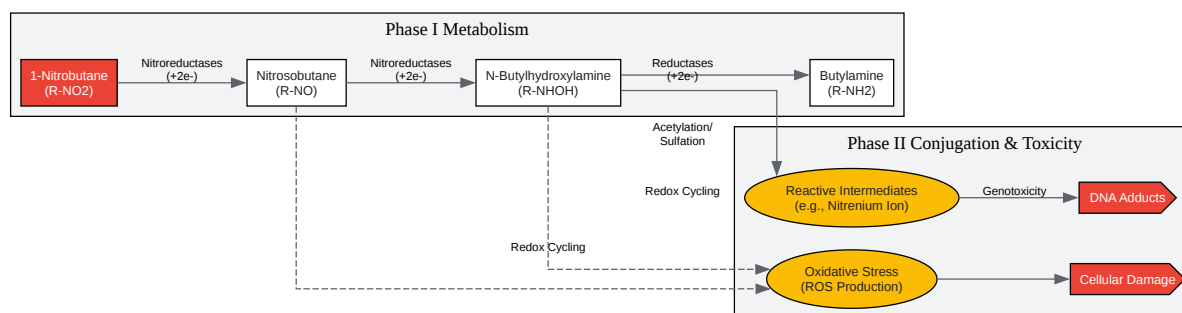 Phase I Metabolism
1-Nitrobutane
(R-NO2)
Nitroreductases
(+2e-)
Nitrosobutane
(R-NO)
Nitroreductases
(+2e-)
N-Butylhydroxylamine
(R-NHOH)
Reductases
(+2e-)
Butylamine
(R-NH2)
Acetylation/
Sulfation
Phase II Conjugation & Toxicity
Redox Cycling
Reactive Intermediates
(e.g., Nitrenium Ion)
Genotoxicity
DNA Adducts
Redox Cycling
Oxidative Stress
(ROS Production)
Cellular Damage